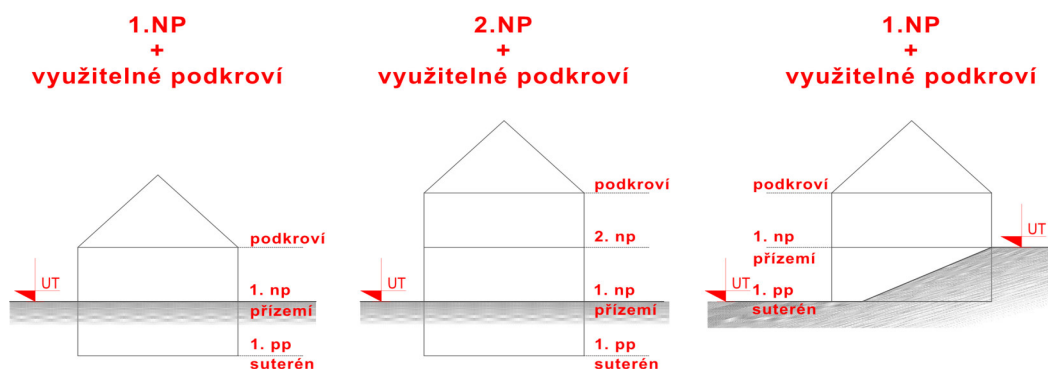 1.NP
+
využitelné podkroví
2.NP
+
využitelné podkroví
1.NP
+
využitelné podkroví
podkroví
UT
1. np
přízemí
1. pp
suterén
podkroví
2. np
UT
1. np
přízemí
1. pp
suterén
podkroví
UT
1. np
přízemí
UT
1. pp
suterén